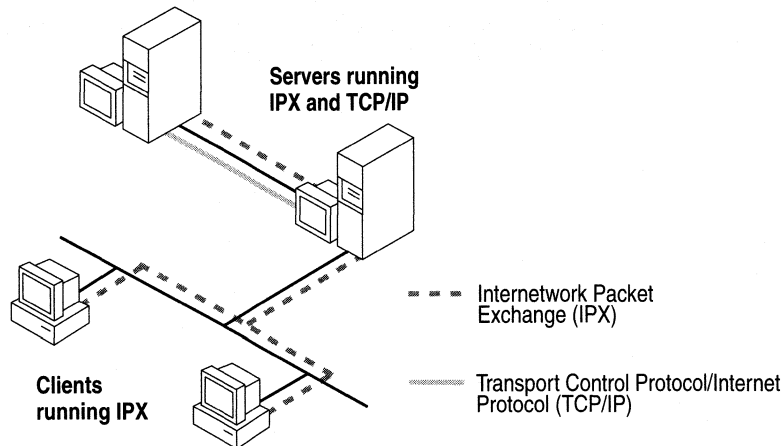 Servers running
IPX and TCP/IP
Internetwork Packet
Exchange (IPX)
Clients
running IPX
Transport Control Protocol/Internet
Protocol (TCP/IP)